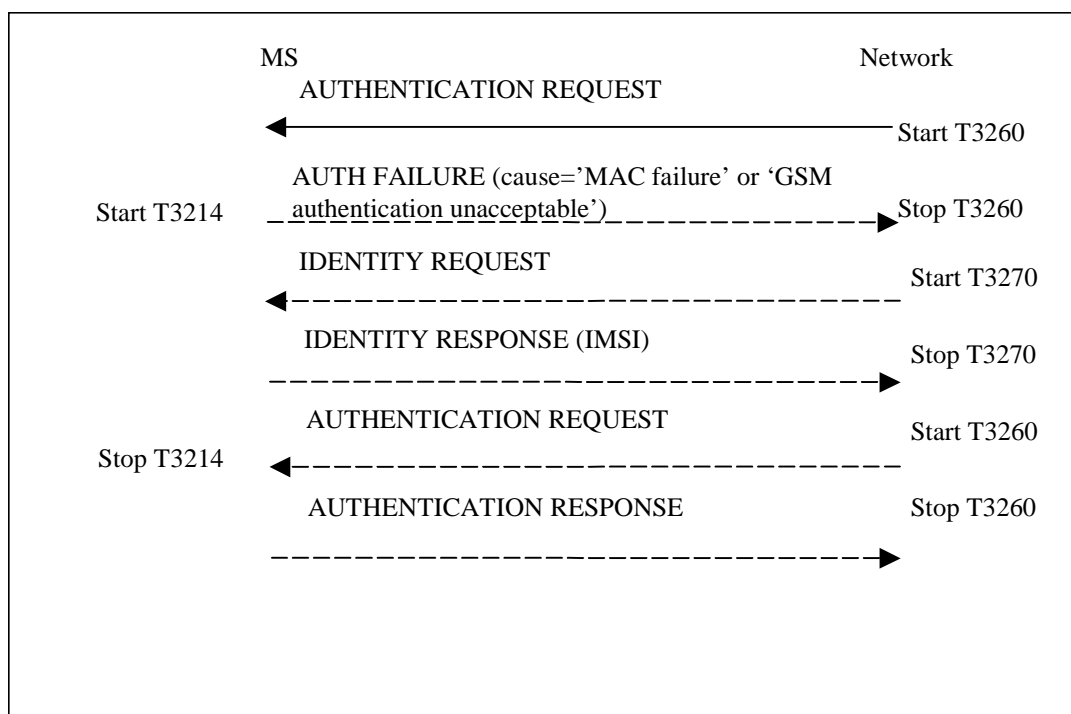 MS Network
AUTHENTICATION REQUEST
Start T3260
AUTH FAILURE (cause=’MAC failure’ or ‘GSM
authentication unacceptable’)
Start T3214
Stop T3260
IDENTITY REQUEST
Start T3270
IDENTITY RESPONSE (IMSI)
Stop T3270
AUTHENTICATION REQUEST
Start T3260
Stop T3214
AUTHENTICATION RESPONSE
Stop T3260